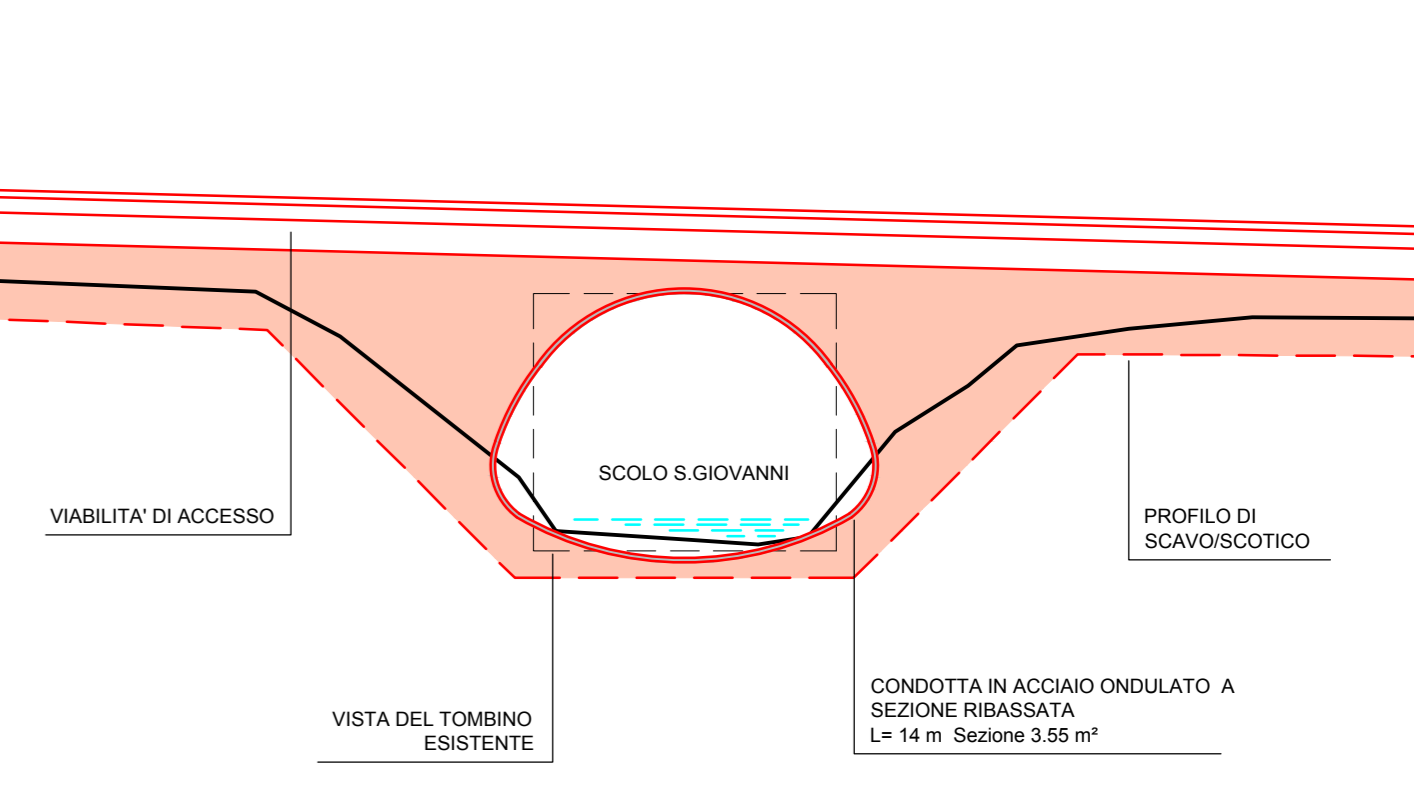 SCOLO S.GIOVANNI
VIABILITA' DI ACCESSO
PROFILO DI
SCAVO/SCOTICO
VISTA DEL TOMBINO
ESISTENTE
CONDOTTA IN ACCIAIO ONDULATO A
SEZIONE RIBASSATA
L= 14 m Sezione 3.55 m²